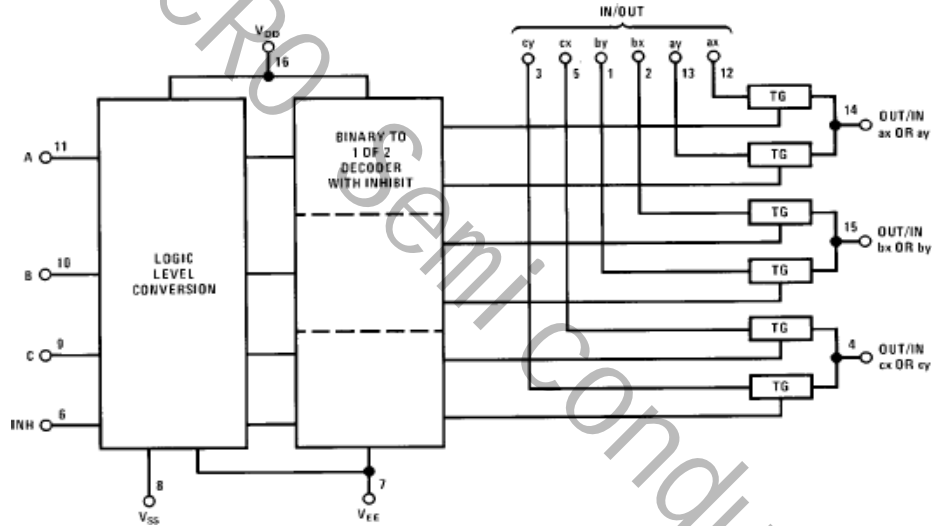 IN/OUT
cy cx by bx ay ax
3 5 1 2 13 12
VDD
16
TG
14
OUT/IN
ax OR ay
BINARY TO
1 OF 2
DECODER
WITH INHIBIT
A 11
TG
TG
15
OUT/IN
bx OR by
LOGIC
LEVEL
CONVERSION
B 10
TG
TG
C 9
4
OUT/IN
cx OR cy
TG
INH 6
8
VSS
7
VEE
CRO Semi Condu